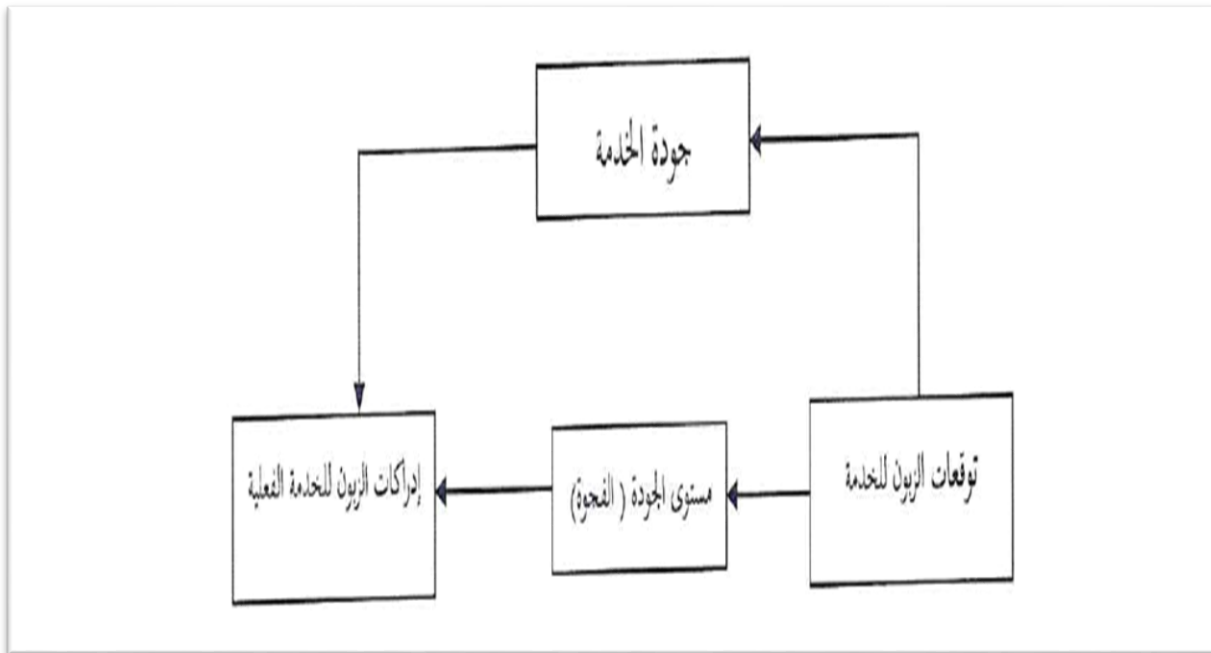 جودة الخدمة
توقعات الزبون للخدمة
مستوى الجودة ( الفجوة)
إدراكات الزبون للخدمة الفعلية